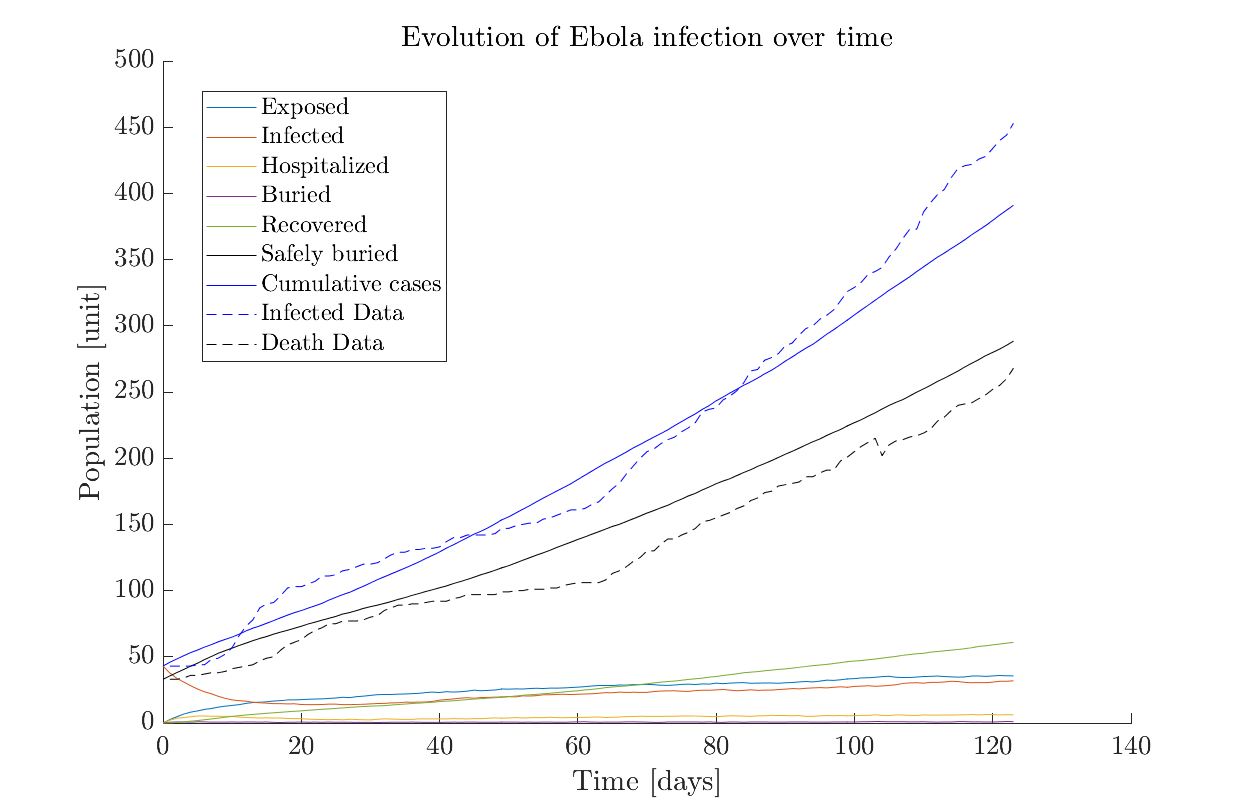 Evolution of Ebola infection over time
500
450
400
350
300
250
200
150
100
50
0
Population [unit]
Exposed
Infected
Hospitalized
Buried
Recovered
Safely buried
Cumulative cases
Infected Data
Death Data
0 20 40 60 80 100 120 140
Time [days]